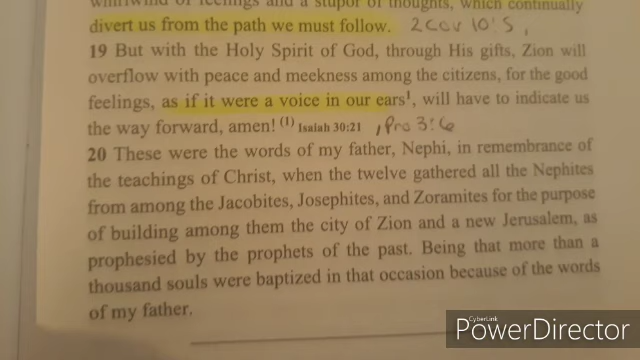 whirlwind of feelings and a stupor of thoughts, which continually
divert us from the path we must follow. 2 Cov 10:5,
19 But with the Holy Spirit of God, through His gifts, Zion will
overflow with peace and meekness among the citizens, for the good
feelings, as if it were a voice in our ears¹, will have to indicate us
the way forward, amen! (1) Isaiah 30:21 , Pro 3:6
20 These were the words of my father, Nephi, in remembrance of
the teachings of Christ, when the twelve gathered all the Nephites
from among the Jacobites, Josephites, and Zoramites for the purpose
of building among them the city of Zion and a new Jerusalem, as
prophesied by the prophets of the past. Being that more than a
thousand souls were baptized in that occasion because of the words
of my father.
CyberLink
PowerDirector